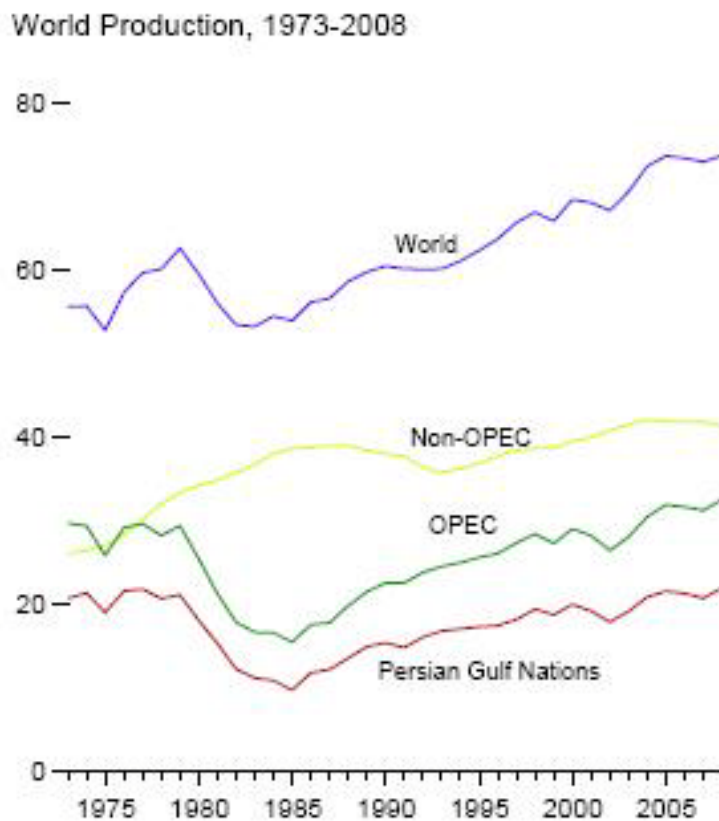 World Production, 1973-2008
80
World
60
Non-OPEC
40
OPEC
20
Persian Gulf Nations
0
1975 1980 1985 1990 1995 2000 2005